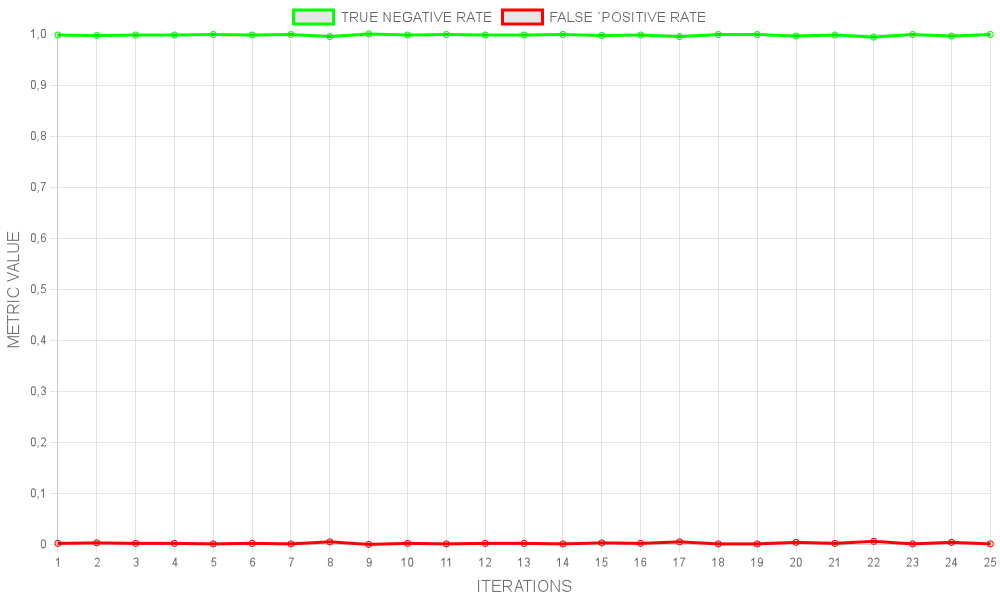 TRUE NEGATIVE RATE FALSE `POSITIVE RATE
1,0
0,9
0,8
0,7
0,6
0,5
0,4
0,3
0,2
0,1
0
METRIC VALUE
1 2 3 4 5 6 7 8 9 10 11 12 13 14 15 16 17 18 19 20 21 22 23 24 25
ITERATIONS